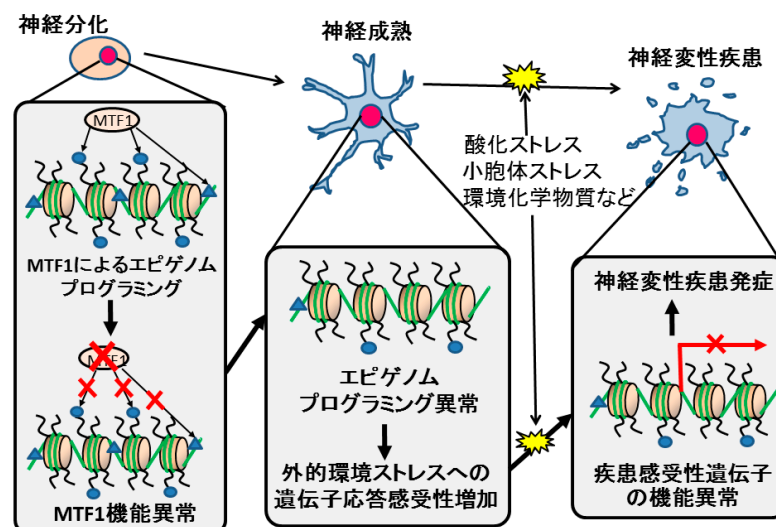 神経分化
神経成熟
神経変性疾患
MTF1
MTF1によるエピゲノム
プログラミング
MTF1
MTF1機能異常
エピゲノム
プログラミング異常
外的環境ストレスへの
遺伝子応答感受性増加
酸化ストレス
小胞体ストレス
環境化学物質など
神経変性疾患発症
疾患感受性遺伝子
の機能異常